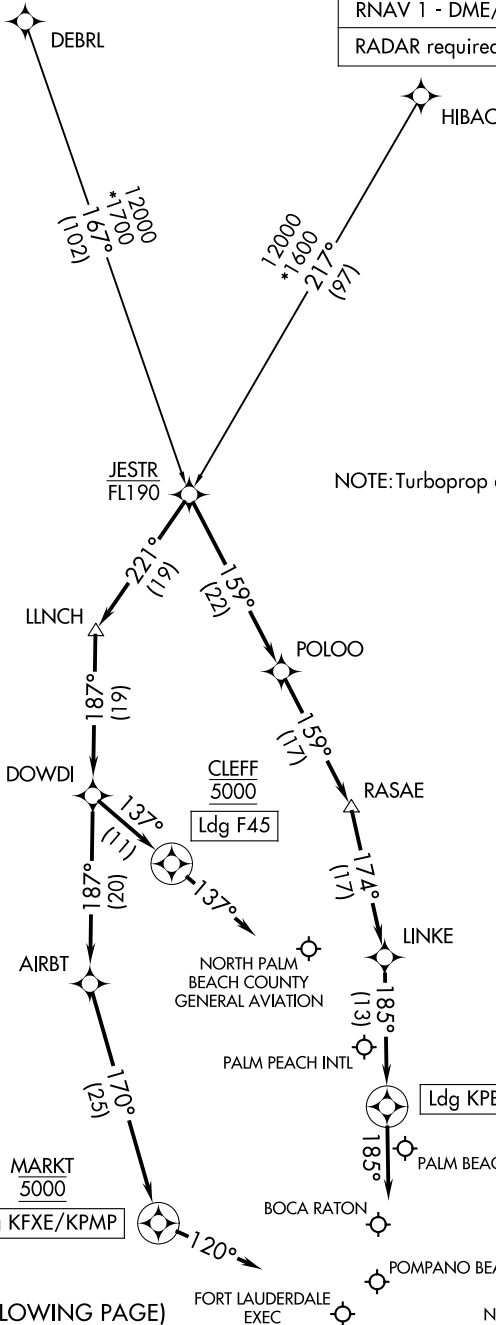 RNAV 1 - DME/
RADAR required
DEBRL
HIBAC
12000
*1700
167°
(102)
12000
*1600
217°
(97)
JESTR
FL190
NOTE: Turboprop
221°
(19)
159°
(22)
LLNCH
POLOO
187°
(19)
159°
(17)
DOWDI
CLEFF
5000
Ldg F45
RASAE
137°
(11)
137°
187°
(20)
174°
(17)
LINKE
AIRBT
NORTH PALM
BEACH COUNTY
GENERAL AVIATION
185°
(13)
PALM PEACH INTL
170°
(25)
Ldg KPB
185°
PALM BEAC
MARKT
5000
KFXE/KPMP
BOCA RATON
120°
POMPANO BEA
LOWING PAGE)
FORT LAUDERDALE
EXEC
N